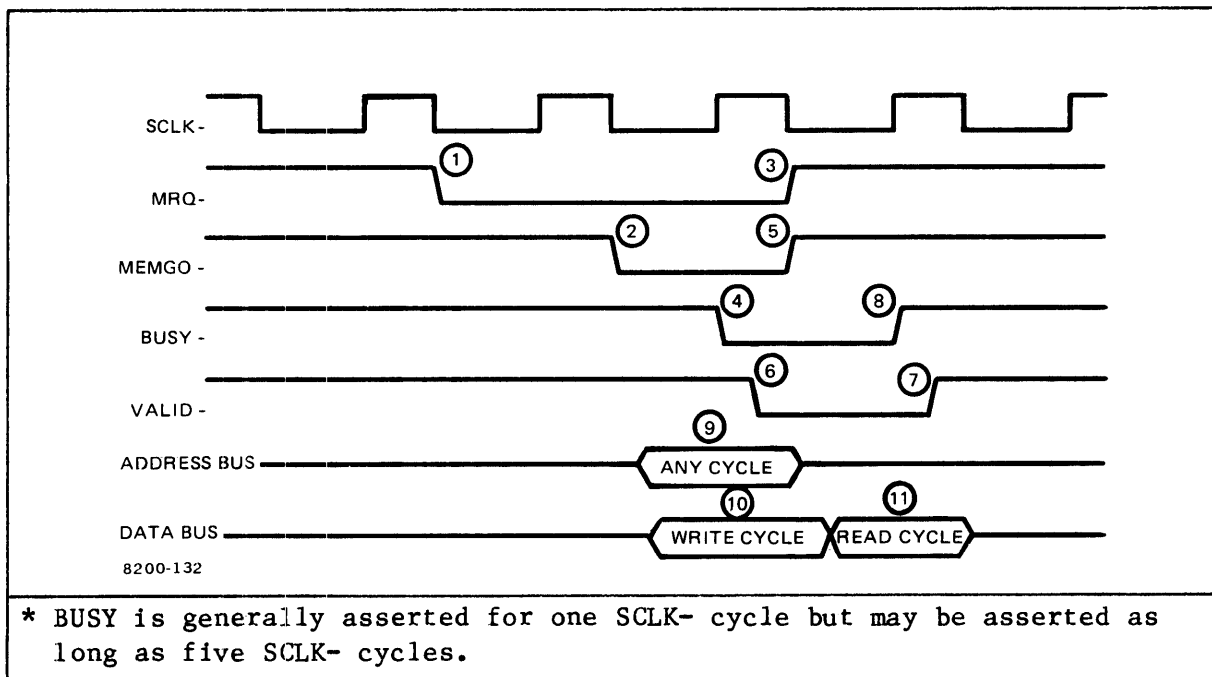 SCLK -
1
3
MRQ-
2
5
MEMGO -
4
8
BUSY -
6
7
VALID -
9
ADDRESS BUS
ANY CYCLE
10
11
DATA BUS
WRITE CYCLE
READ CYCLE
8200-132
* BUSY is generally asserted for one SCLK- cycle but may be asserted as
long as five SCLK- cycles.